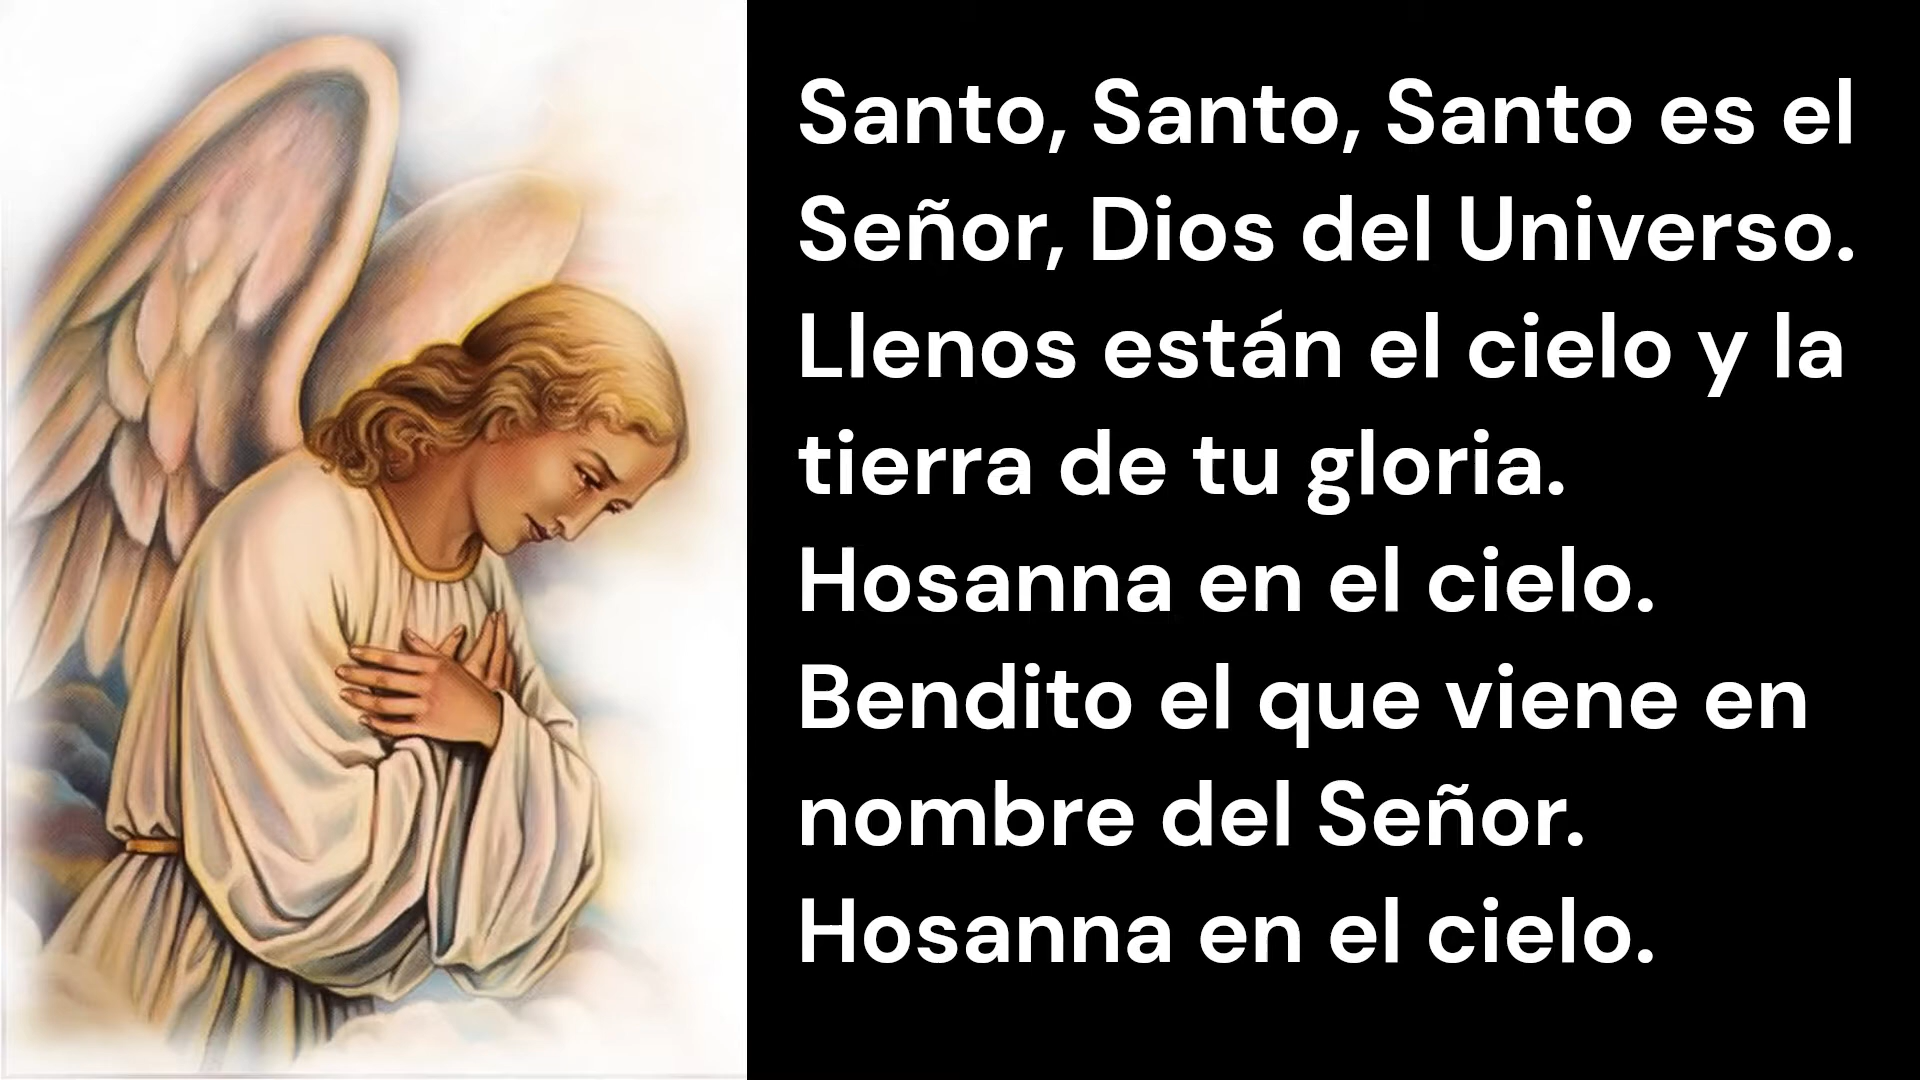 Santo, Santo, Santo es el
Señor, Dios del Universo.
Llenos están el cielo y la
tierra de tu gloria.
Hosanna en el cielo.
Bendito el que viene en
nombre del Señor.
Hosanna en el cielo.